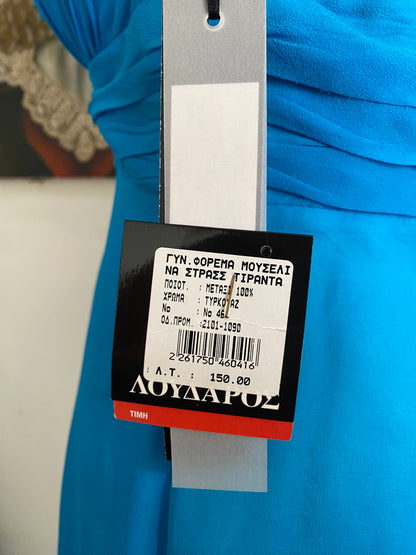 ΓΥΝ.ΦΟΡΕΜΑ ΜΟΥΣΕΛΙ
ΝΑ ΣΤΡΑΣΣ ΤΙΡΑΝΤΑ
ΠΟΙΟΤ. : ΜΕΤΑΞΙ 100%
ΧΡΩΜΑ : ΤΥΡΚΟΥΑΖ
Νο : Νο 46
ΟΔ.ΠΡΟΜ. : 2101-1090
2 261750 460416
Λ.Τ. : 150.00
ΛΟΥΔΑΡΟΣ
ΤΙΜΗ